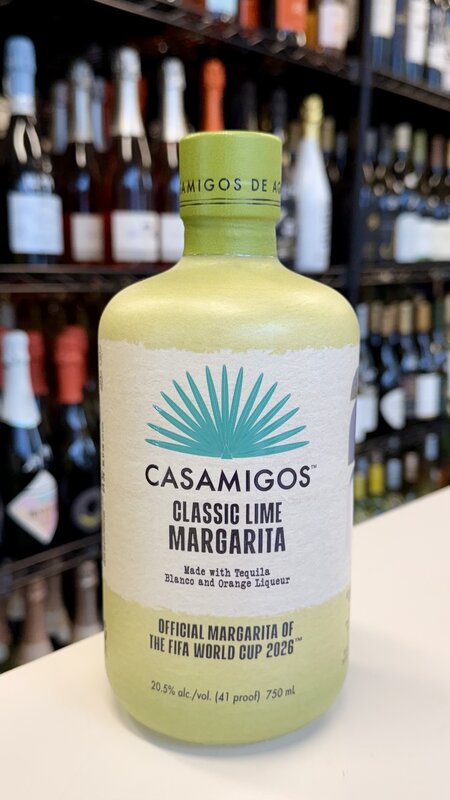 AMIGOS DE AG
CASAMIGOS™
CLASSIC LIME
MARGARITA
Made with Tequila
Blanco and Orange Liqueur
OFFICIAL MARGARITA OF
THE FIFA WORLD CUP 2026™
20.5% alc./vol. (41 proof) 750 mL